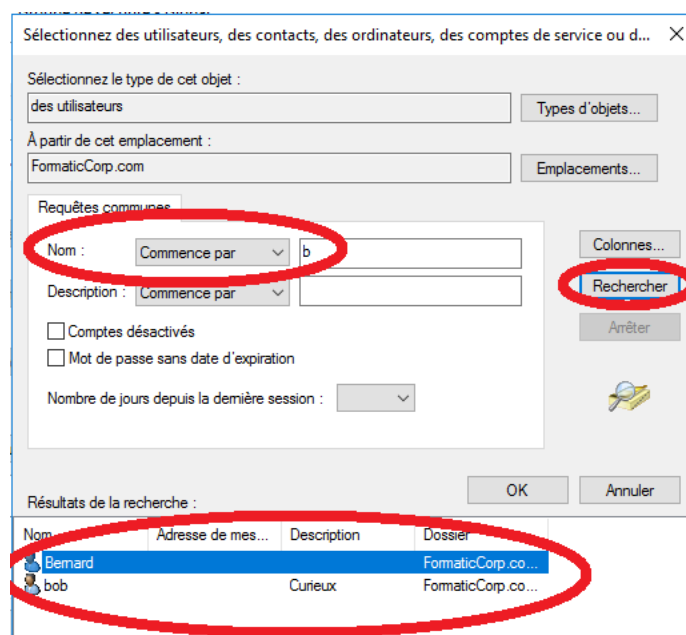 Sélectionnez des utilisateurs, des contacts, des ordinateurs, des comptes de service ou d...
Sélectionnez le type de cet objet :
des utilisateurs
Types d'objets...
À partir de cet emplacement :
FormaticCorp.com
Emplacements...
Requêtes communes
Nom : Commence par b
Colonnes...
Description : Commence par
Rechercher
Comptes désactivés
Arrêter
Mot de passe sans date d'expiration
Nombre de jours depuis la dernière session :
OK Annuler
Résultats de la recherche :
Nom Adresse de mes... Description Dossier
Bernard FormaticCorp.co...
bob Curieux FormaticCorp.co...